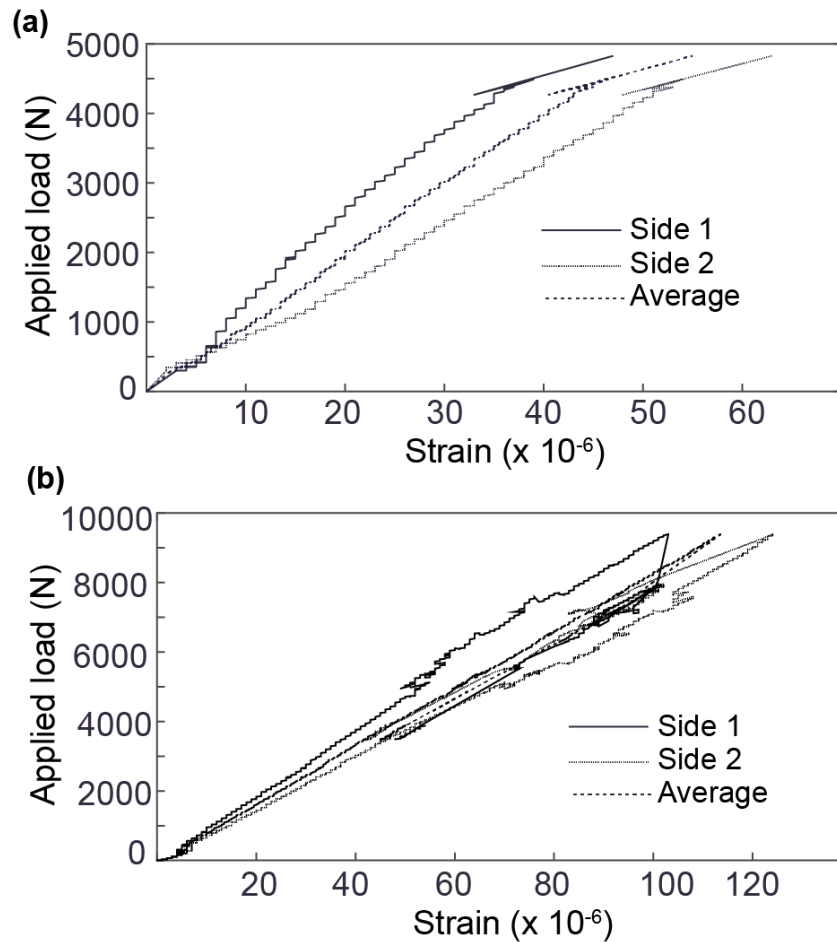 (a)
5000
4000
3000
2000
1000
0
Applied load (N)
Side 1
Side 2
Average
10 20 30 40 50 60
Strain (x 10-6)
(b)
10000
8000
6000
4000
2000
0
Applied load (N)
Side 1
Side 2
Average
20 40 60 80 100 120
Strain (x 10-6)